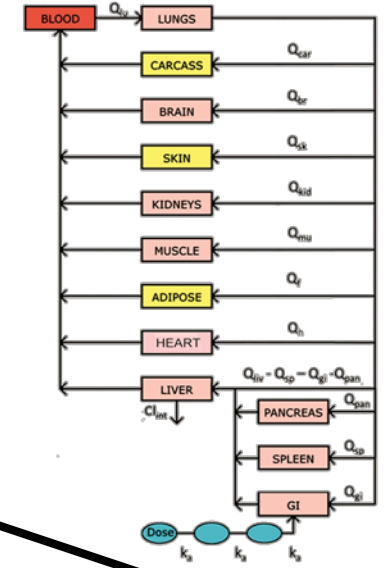 BLOOD Qlu LUNGS
CARCASS Qcar
BRAIN Qbr
SKIN Qsk
KIDNEYS Qkid
MUSCLE Qmu
ADIPOSE Qf
HEART Qh
LIVER Qliv - Qsp - Qgi - Qpan
Clint
PANCREAS Qpan
SPLEEN Qsp
GI Qgi
Dose
ka ka ka